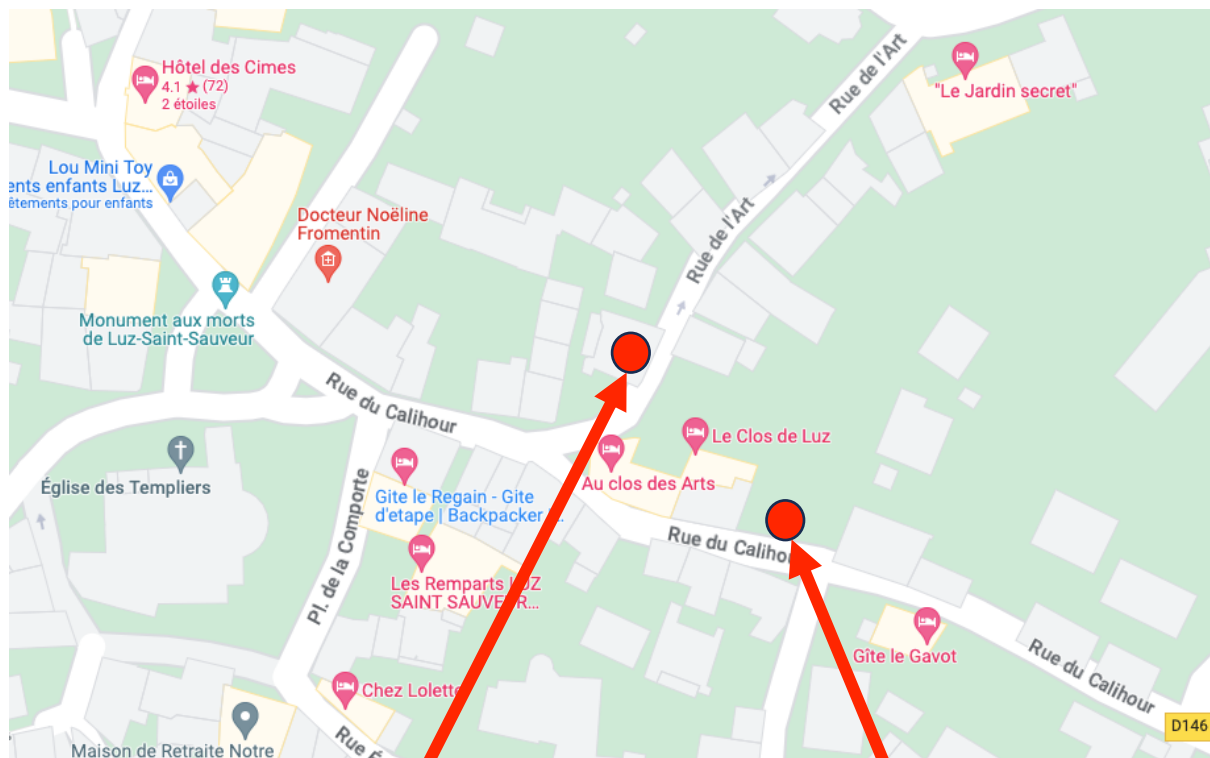 Hôtel des Cimes
4.1 ★ (72)
2 étoiles
Rue de l'Art
"Le Jardin secret"
Lou Mini Toy
ents enfants Luz...
êtements pour enfants
Docteur Noëline
Fromentin
Rue de l'Art
Monument aux morts
de Luz-Saint-Sauveur
Rue du Calihour
Le Clos de Luz
Église des Templiers
Au clos des Arts
Gite le Regain - Gite
d'etape | Backpacker
Pl. de la Comporte
Rue du Caliho
Les Remparts
SAINT SAUVE
Gîte le Gavot
Rue du Calihour
Chez Lolette
D146
Maison de Retraite Notre
Rue